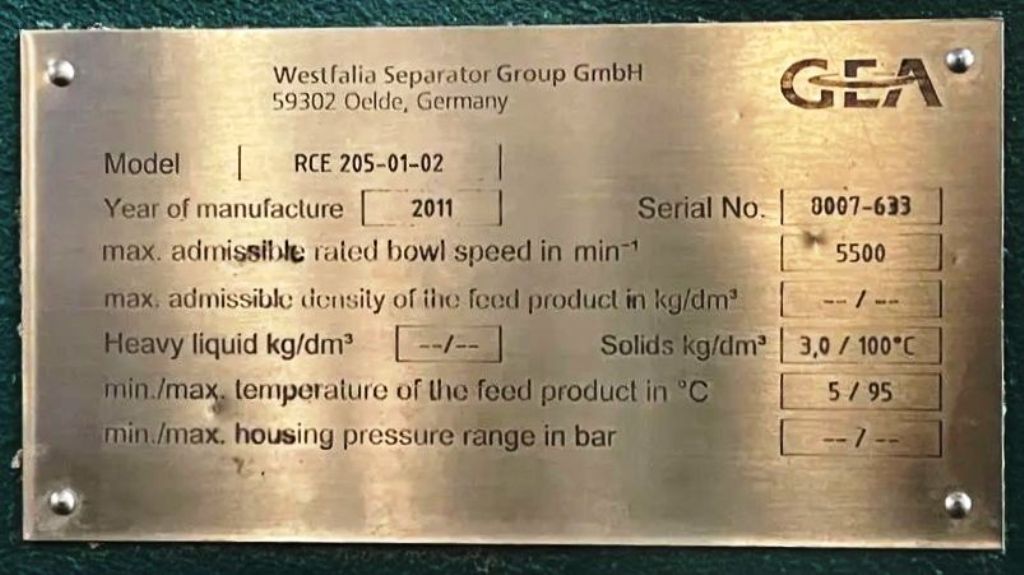 Westfalia Separator Group GmbH
GEA
59302 Oelde, Germany
Model RCE 205-01-02
Year of manufacture 2011 Serial No. 8007-633
max. admissible rated bowl speed in min⁻¹ 5500
max. admissible density of the feed product in kg/dm³ -- / --
Heavy liquid kg/dm³ --/-- Solids kg/dm³ 3,0 / 100°C
min./max. temperature of the feed product in °C 5 / 95
min./max. housing pressure range in bar -- / --